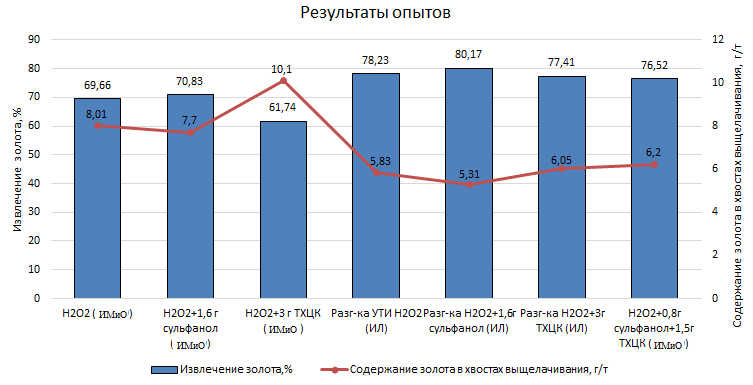 Результаты опытов
Извлечение золота, %
90
80
70
60
50
40
30
20
10
0
69,66
70,83
61,74
78,23
80,17
77,41
76,52
8,01
7,7
10,1
5,83
5,31
6,05
6,2
12
10
8
6
4
2
0
Содержание золота в хвостах выщелачивания, г/т
H2O2 ( ИМиО)
H2O2+1,6 г
сульфанол
( ИМиО)
H2O2+3 г ТХЦК
( ИМиО )
Разг-ка УТИ H2O2
(ИЛ)
Разг-ка H2O2+1,6г
сульфанол (ИЛ)
Разг-ка H2O2+3г
ТХЦК (ИЛ)
H2O2+0,8г
сульфанол+1,5г
ТХЦК ( ИМиО)
Извлечение золота,%
Содержание золота в хвостах выщелачивания, г/т